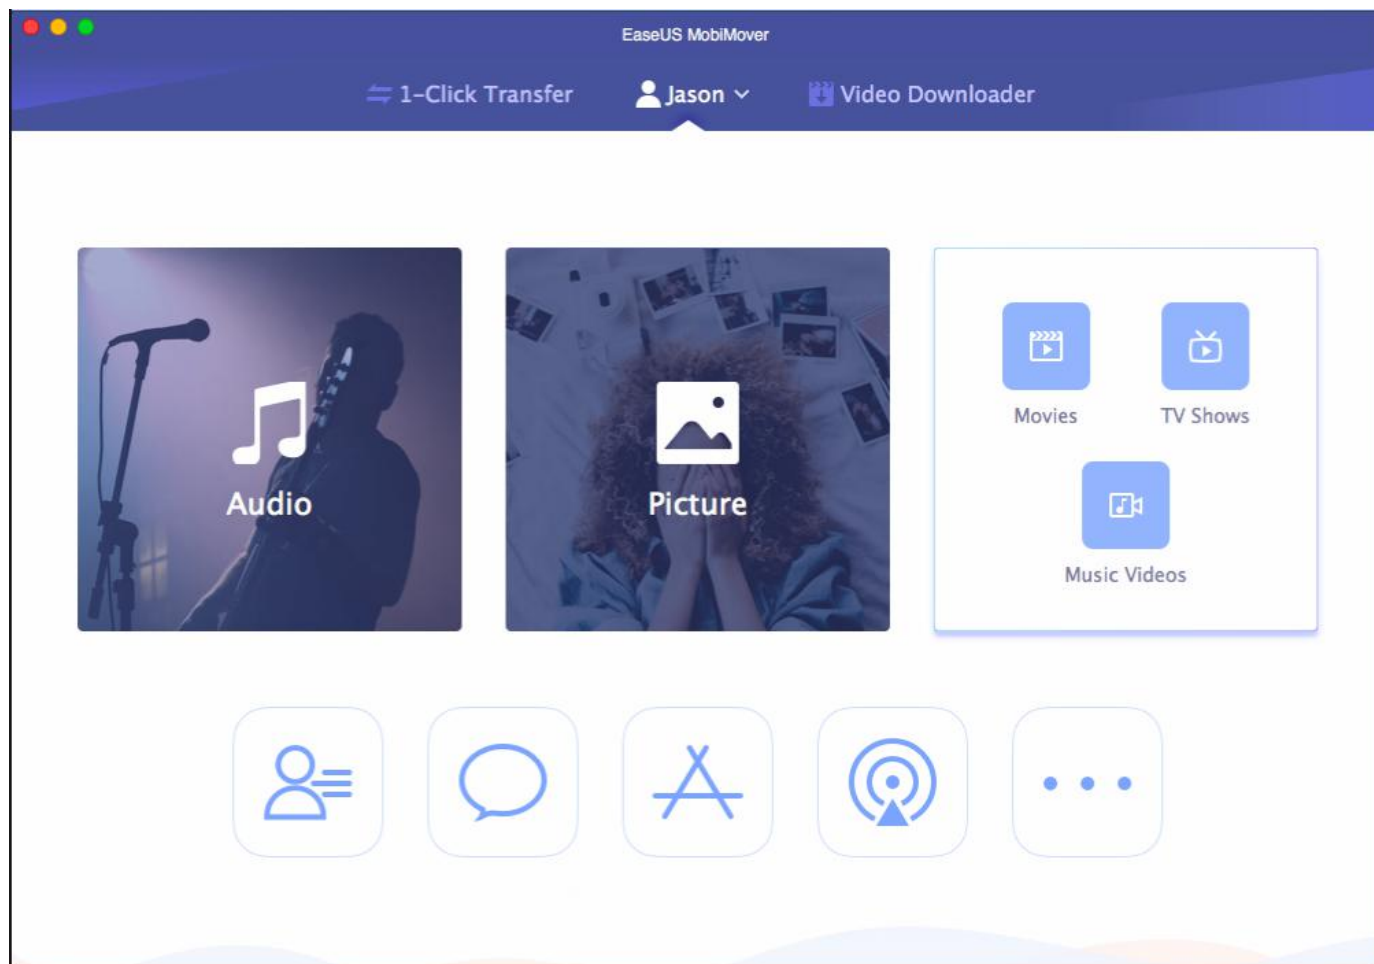 EaseUS MobiMover
1-Click Transfer
Jason
Video Downloader
Audio
Picture
Movies
TV Shows
Music Videos